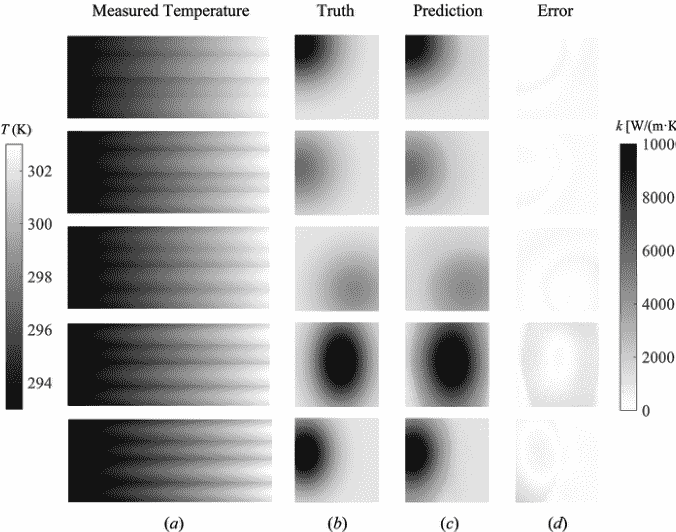 Measured Temperature Truth Prediction Error
T (K)
302
300
298
296
294
k [W/(m·K
10000
8000
6000
4000
2000
0
(a) (b) (c) (d)